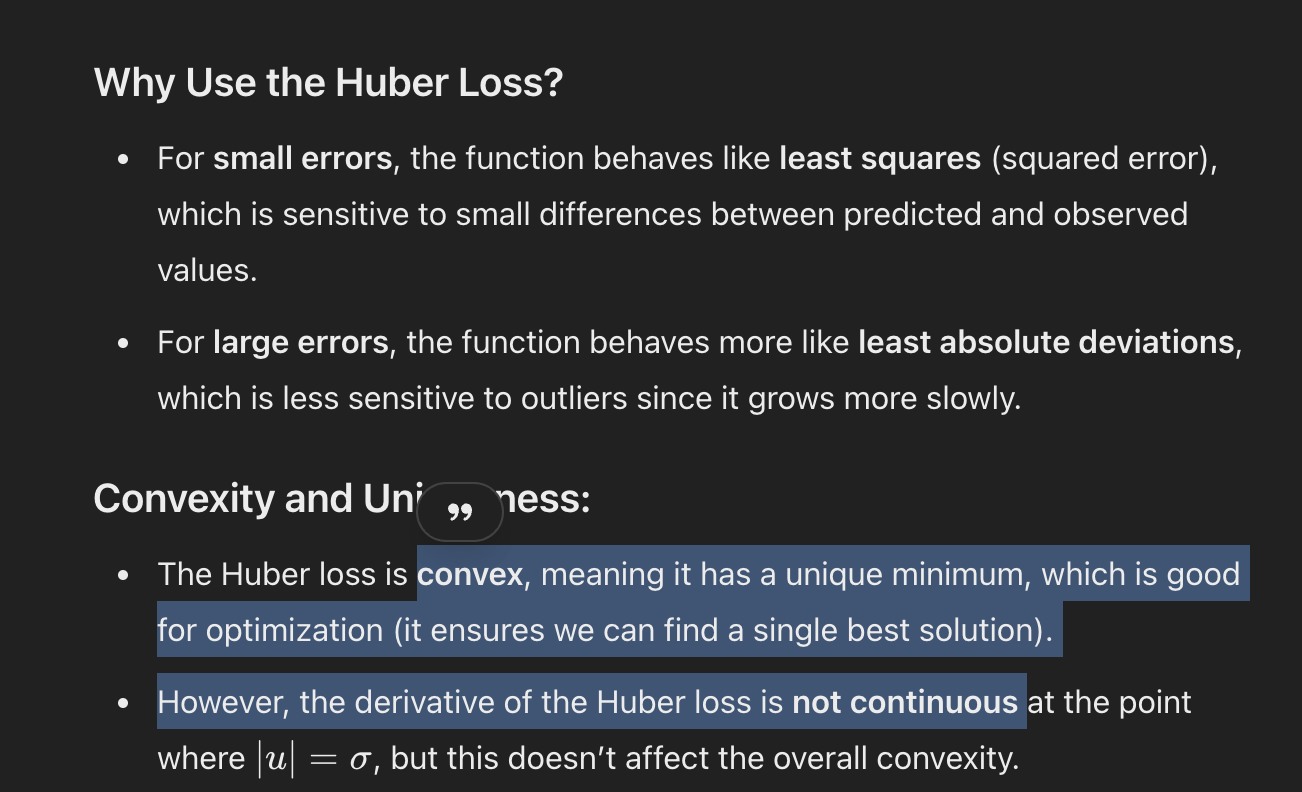 Why Use the Huber Loss?
• For small errors, the function behaves like least squares (squared error),
which is sensitive to small differences between predicted and observed
values.
• For large errors, the function behaves more like least absolute deviations,
which is less sensitive to outliers since it grows more slowly.
Convexity and Uni ness:
• The Huber loss is convex, meaning it has a unique minimum, which is good
for optimization (it ensures we can find a single best solution).
• However, the derivative of the Huber loss is not continuous at the point
where |u| = σ, but this doesn’t affect the overall convexity.